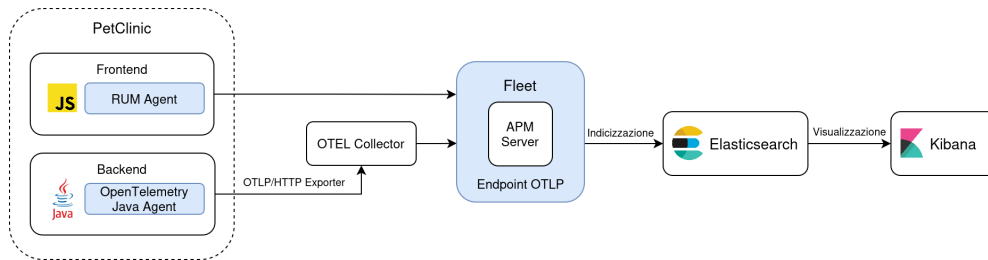 PetClinic
Frontend
JS
RUM Agent
Backend
Java
OpenTelemetry
Java Agent
OTLP/HTTP Exporter
OTEL Collector
Fleet
APM
Server
Endpoint OTLP
Indicizzazione
Elasticsearch
Visualizzazione
Kibana